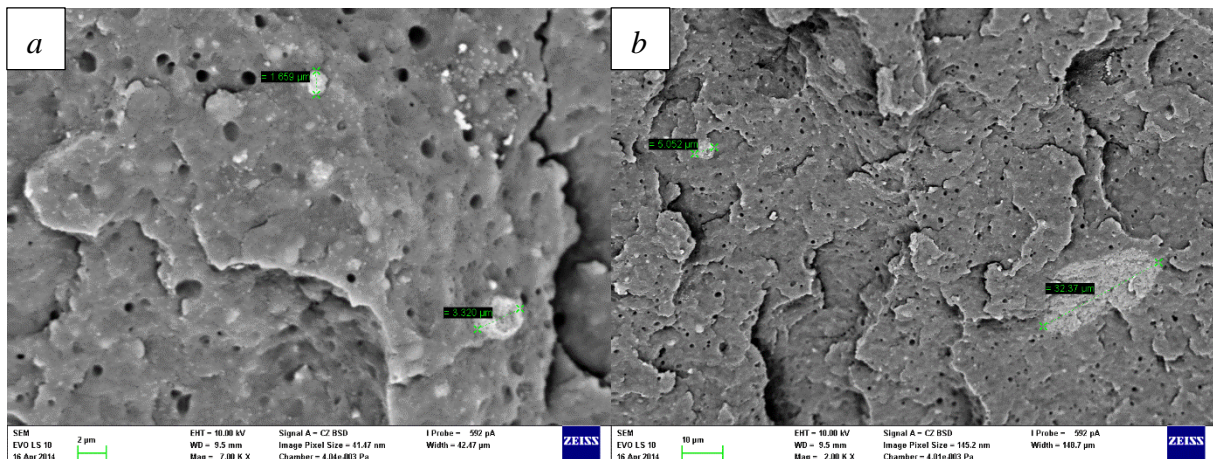 a
= 1.659 µm
= 3.320 µm
SEM
EVO LS 10
16 Apr 2014
2 µm
EHT = 10.00 kV
WD = 9.5 mm
Mag = 7.00 K X
Signal A = CZ BSD
Image Pixel Size = 41.47 nm
Chamber = 4.04e-003 Pa
I Probe = 592 pA
Width = 42.47 µm
ZEISS
b
= 5.052 µm
= 32.37 µm
SEM
EVO LS 10
16 Apr 2014
10 µm
EHT = 10.00 kV
WD = 9.5 mm
Mag = 2.00 K X
Signal A = CZ BSD
Image Pixel Size = 145.2 nm
Chamber = 4.01e-003 Pa
I Probe = 592 pA
Width = 148.7 µm
ZEISS